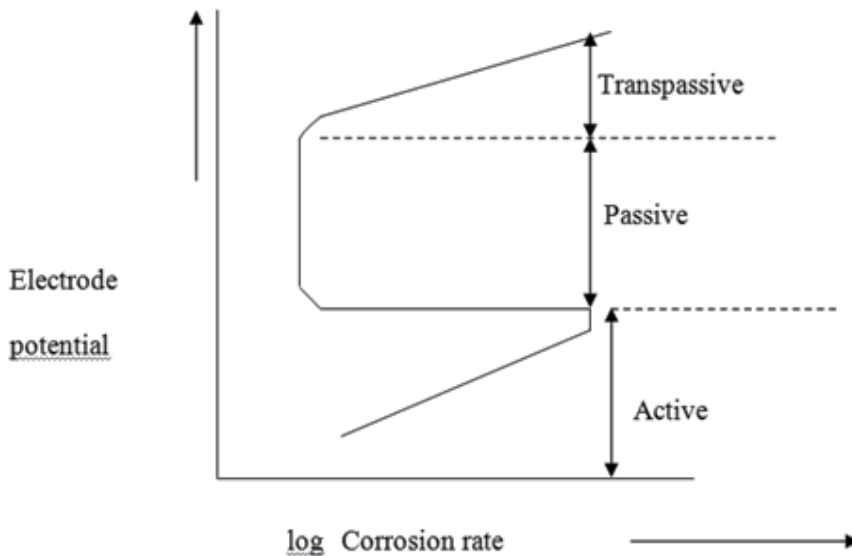 Transpassive
Passive
Electrode
potential
Active
log Corrosion rate